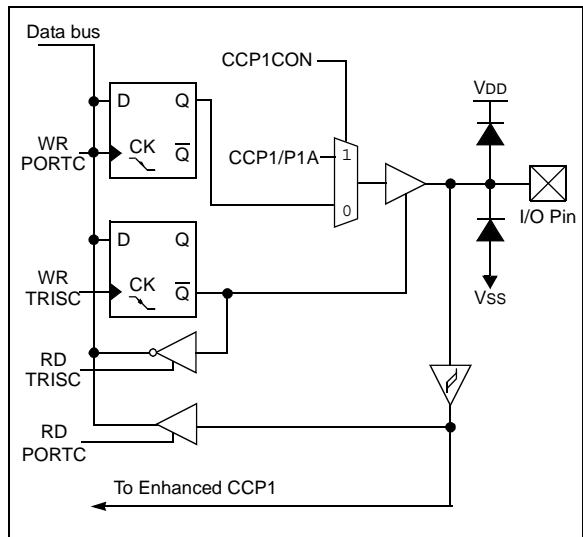 Data bus
CCP1CON
VDD
D Q
WR
PORTC
CK Q
CCP1/P1A
1
0
I/O Pin
D Q
WR
TRISC
CK Q
VSS
RD
TRISC
RD
PORTC
To Enhanced CCP1